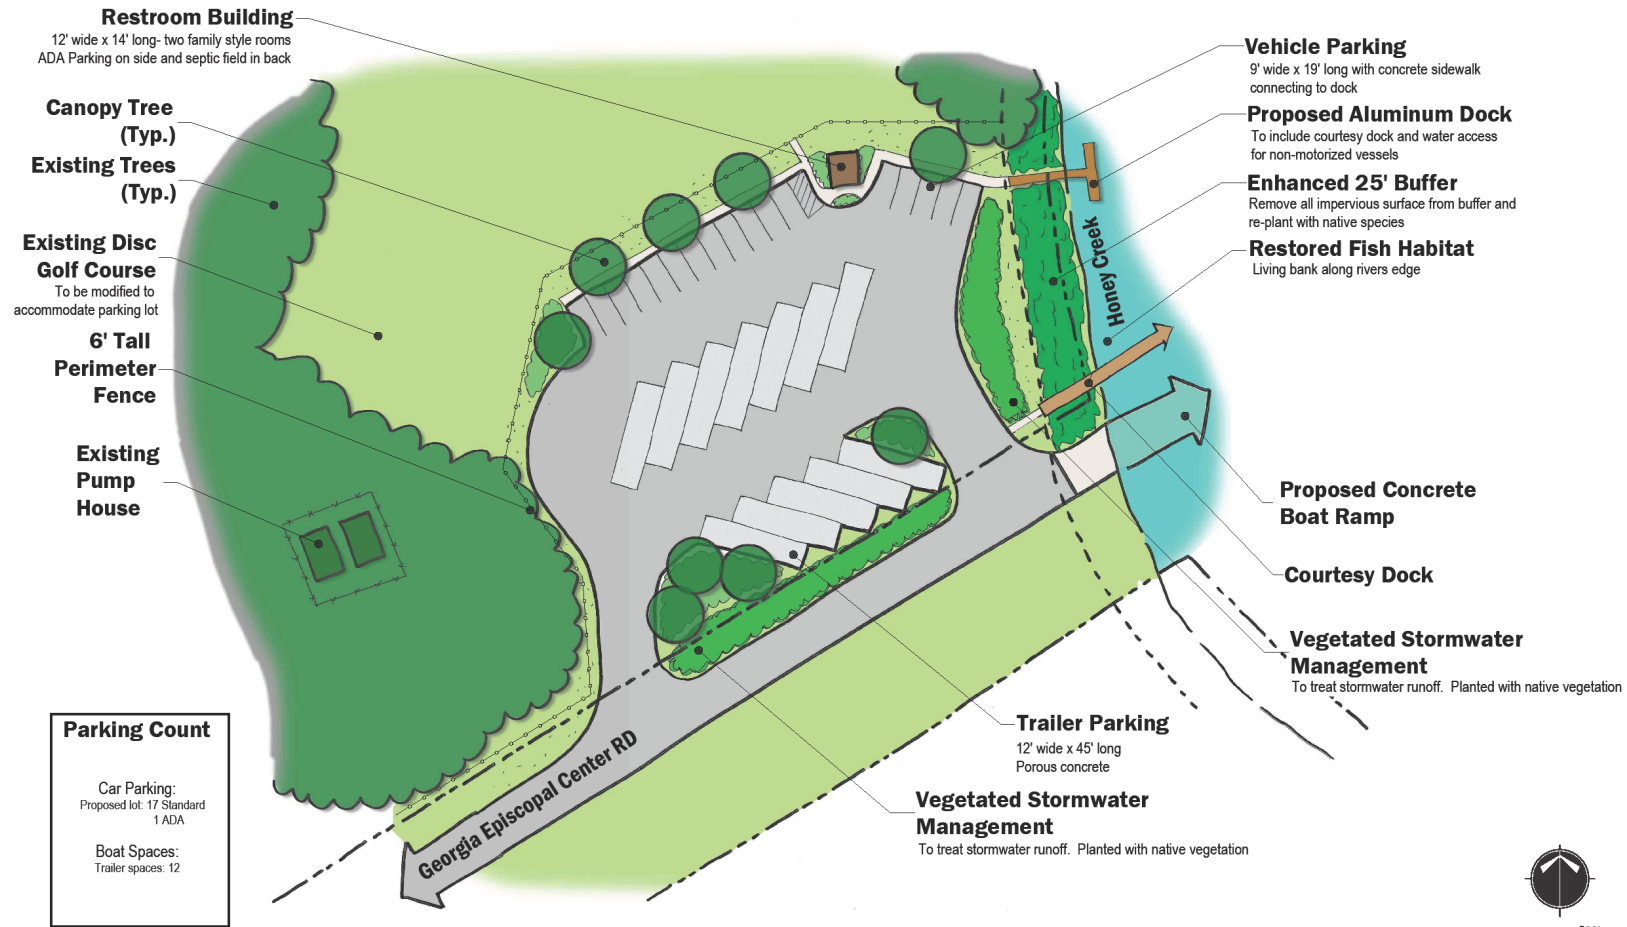 Restroom Building
12' wide x 14' long- two family style rooms
ADA Parking on side and septic field in back
Canopy Tree
(Typ.)
Existing Trees
(Typ.)
Existing Disc
Golf Course
To be modified to
accommodate parking lot
6' Tall
Perimeter
Fence
Existing
Pump
House
Parking Count
Car Parking:
Proposed lot: 17 Standard
1 ADA
Boat Spaces:
Trailer spaces: 12
Georgia Episcopal Center RD
Honey Creek
Vehicle Parking
9' wide x 19' long with concrete sidewalk
connecting to dock
Proposed Aluminum Dock
To include courtesy dock and water access
for non-motorized vessels
Enhanced 25' Buffer
Remove all impervious surface from buffer and
re-plant with native species
Restored Fish Habitat
Living bank along rivers edge
Proposed Concrete
Boat Ramp
Courtesy Dock
Vegetated Stormwater
Management
To treat stormwater runoff.  Planted with native vegetation
Trailer Parking
12' wide x 45' long
Porous concrete
Vegetated Stormwater
Management
To treat stormwater runoff.  Planted with native vegetation